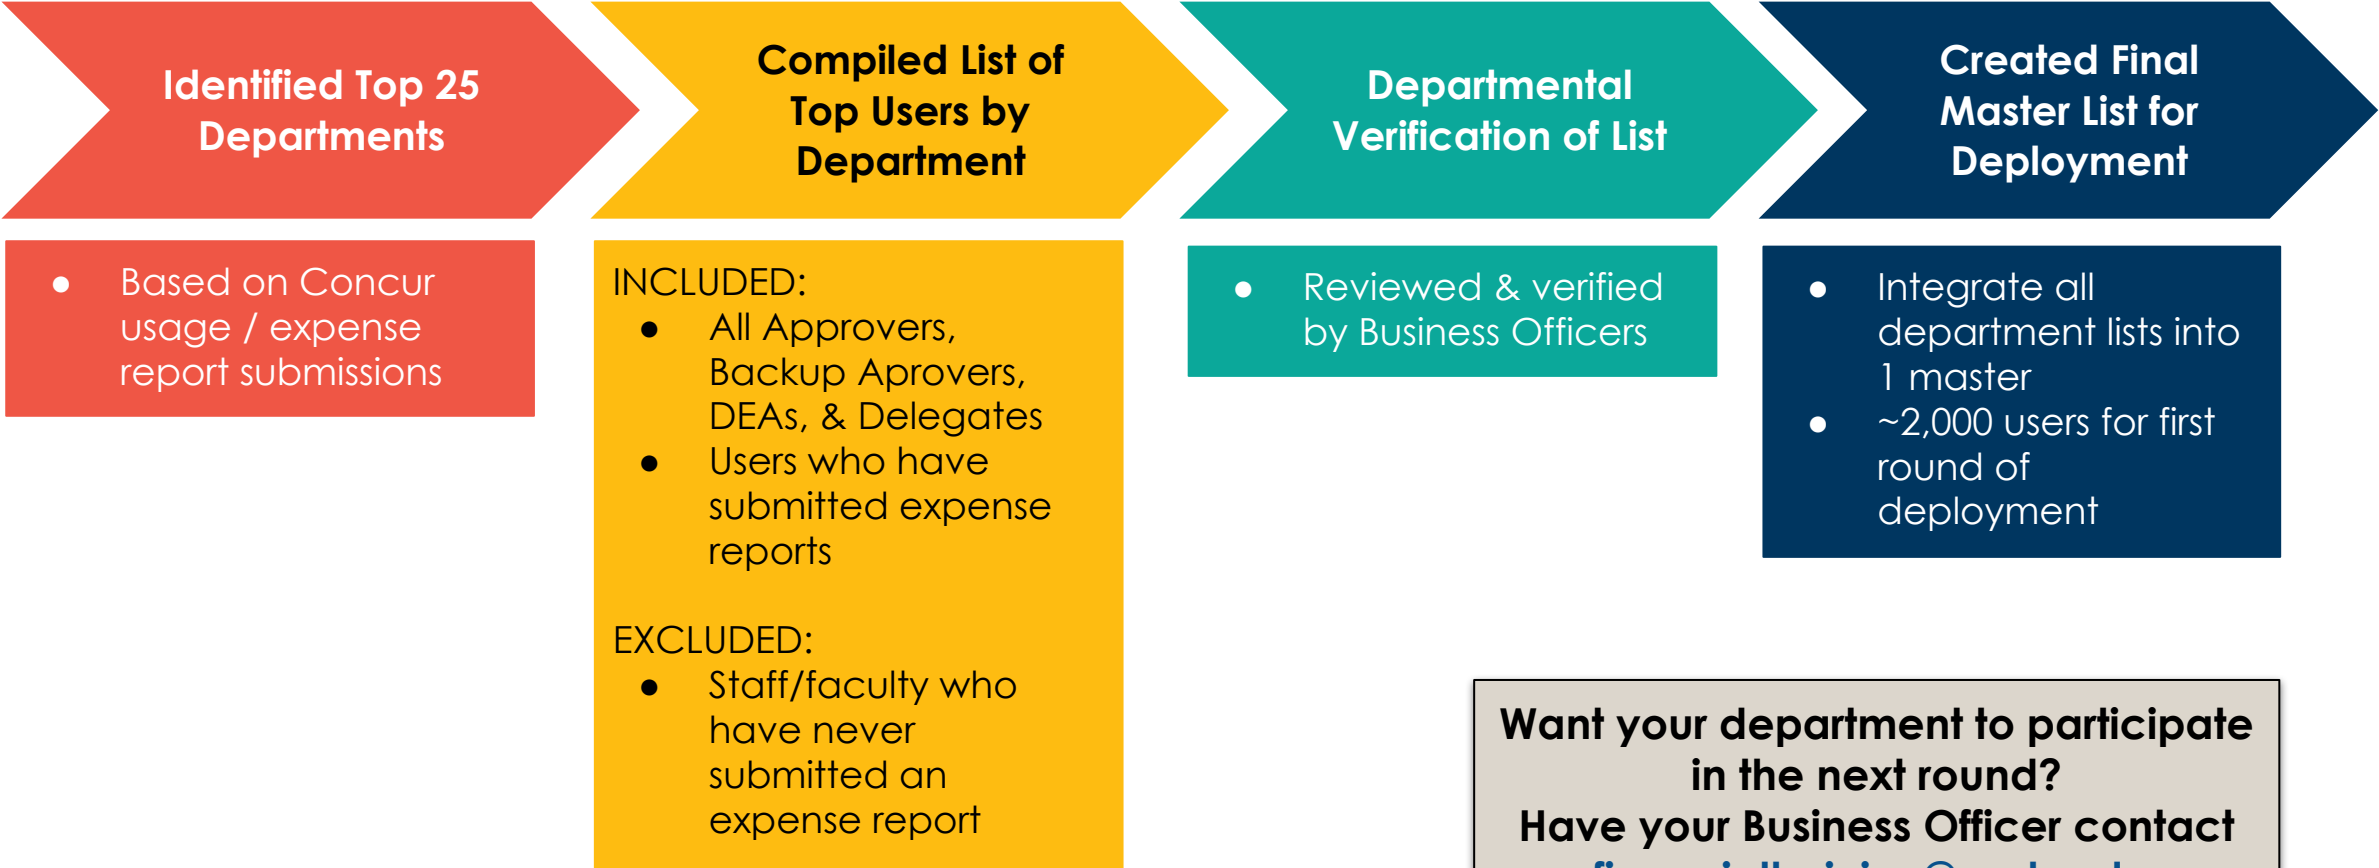 Identified Top 25
Departments
Compiled List of
Top Users by
Department
Departmental
Verification of List
Created Final
Master List for
Deployment
● Based on Concur
usage / expense
report submissions
INCLUDED:
● All Approvers,
Backup Aprovers,
DEAs, & Delegates
● Users who have
submitted expense
reports
EXCLUDED:
● Staff/faculty who
have never
submitted an
expense report
● Reviewed & verified
by Business Officers
● Integrate all
department lists into
1 master
● ~2,000 users for first
round of
deployment
Want your department to participate
in the next round?
Have your Business Officer contact